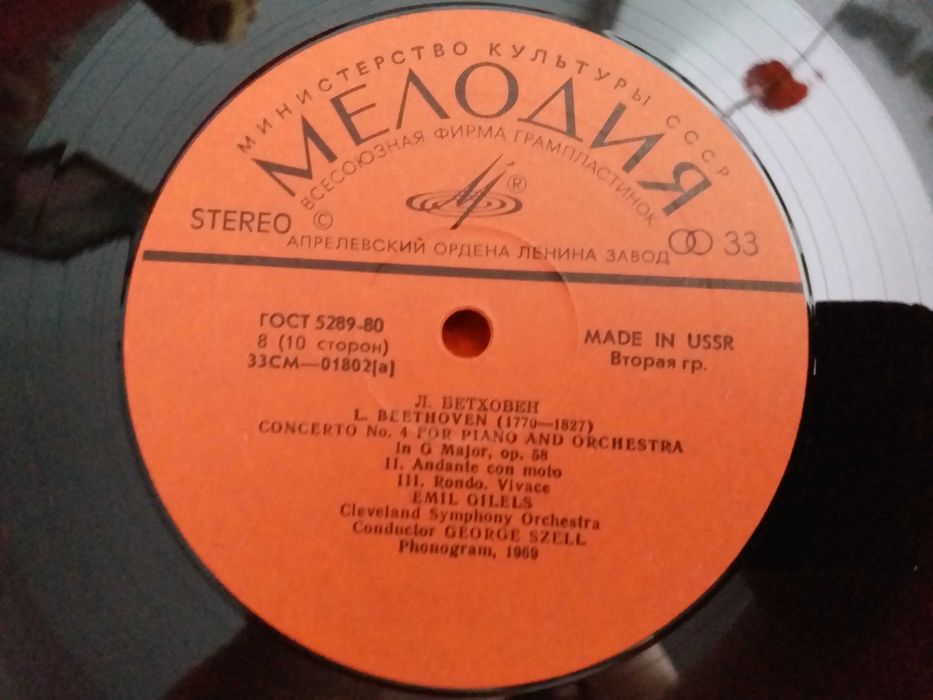 МИНИСТЕРСТВО КУЛЬТУРЫ СССР
МЕЛОДИЯ
© ВСЕСОЮЗНАЯ ФИРМА ГРАМПЛАСТИНОК
®
STEREO
33
АПРЕЛЕВСКИЙ ОРДЕНА ЛЕНИНА ЗАВОД
ГОСТ 5289-80
8 (10 сторон)
33СМ—01802(а)
MADE IN USSR
Вторая гр.
Л. БЕТХОВЕН
L. BEETHOVEN (1770—1827)
CONCERTO No. 4 FOR PIANO AND ORCHESTRA
in G Major, op. 58
II. Andante con moto
III. Rondo. Vivace
EMIL GILELS
Cleveland Symphony Orchestra
Conductor GEORGE SZELL
Phonogram, 1969